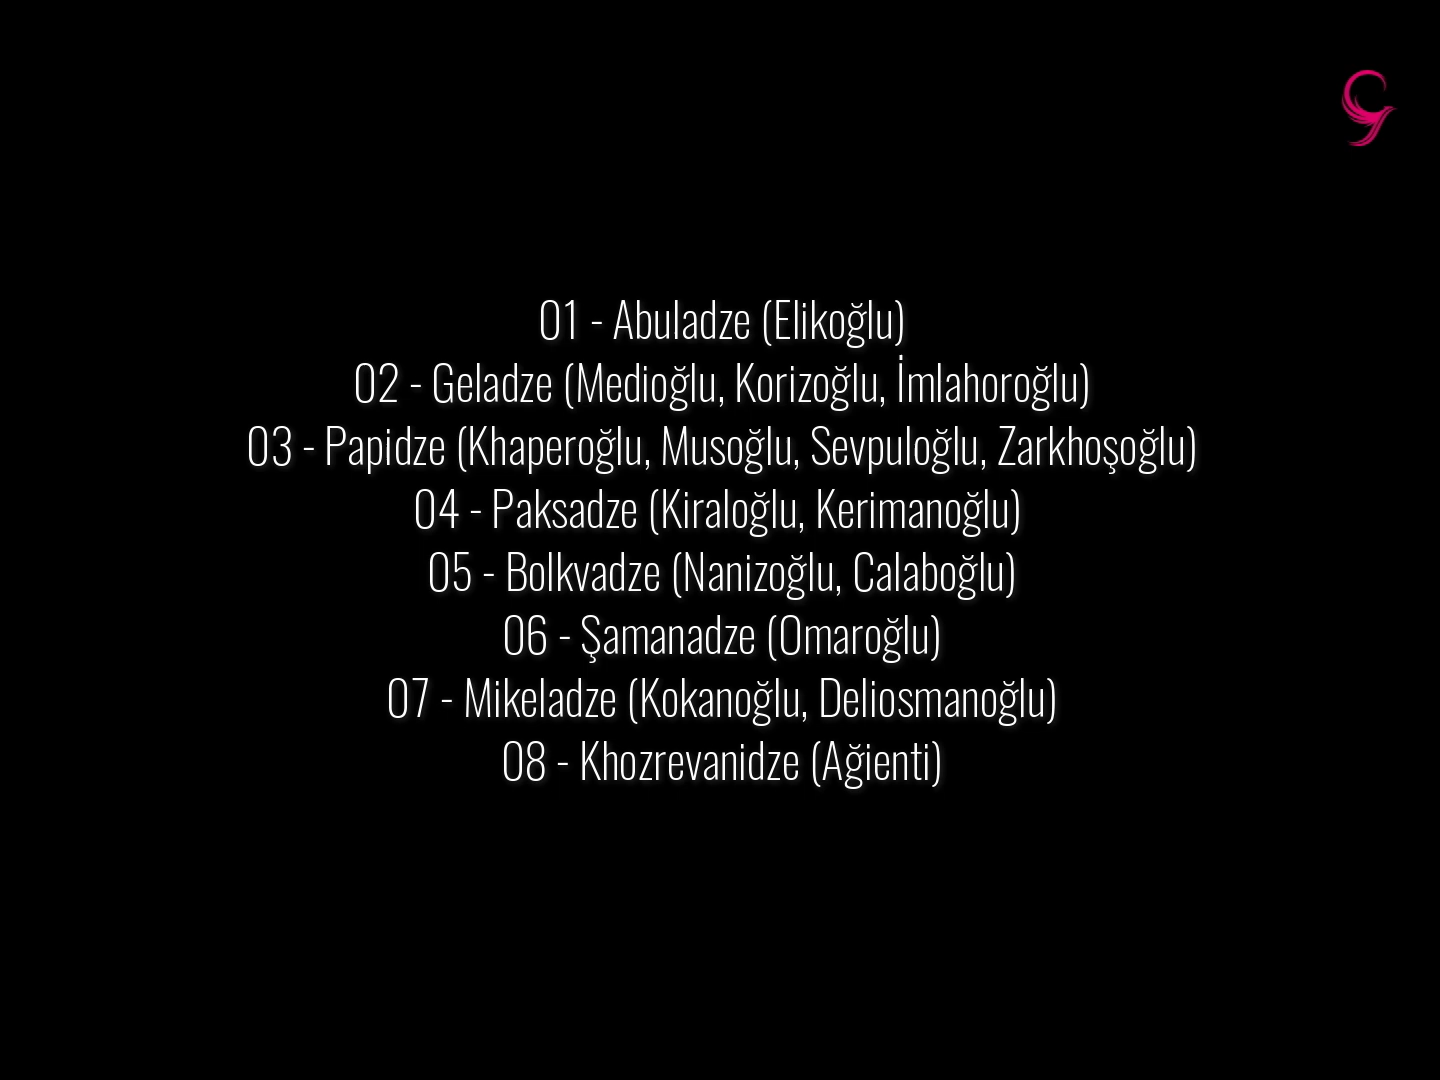 01 - Abuladze (Elikoğlu)
02 - Geladze (Medioğlu, Korizoğlu, İmlahoroğlu)
03 - Papidze (Khaperoğlu, Musoğlu, Sevpuloğlu, Zarkhoşoğlu)
04 - Paksadze (Kiraloğlu, Kerimanoğlu)
05 - Bolkvadze (Nanizoğlu, Calaboğlu)
06 - Şamanadze (Omaroğlu)
07 - Mikeladze (Kokanoğlu, Deliosmanoğlu)
08 - Khozrevanidze (Ağienti)